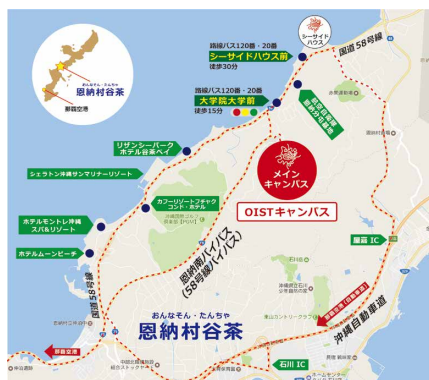 シーサイド
ハウス
国道58号線
路線バス120番・20番
シーサイドハウス前
徒歩30分
路線バス120番・20番
大学院大学前
徒歩15分
おんなそん・たんちゃ
恩納村谷茶
那覇空港
リザンシーパーク
ホテル谷茶ベイ
メイン
キャンパス
シェラトン沖縄サンマリナーリゾート
OISTキャンパス
カフーリゾートフチャク
コンド・ホテル
ホテルモントレ沖縄
スパ&リゾート
屋嘉 IC
ホテルムーンビーチ
恩納南バイパス
(58号線バイパス)
国道58号線
おんなそん・たんちゃ
恩納村谷茶
沖縄自動車道
那覇空港
石川 IC